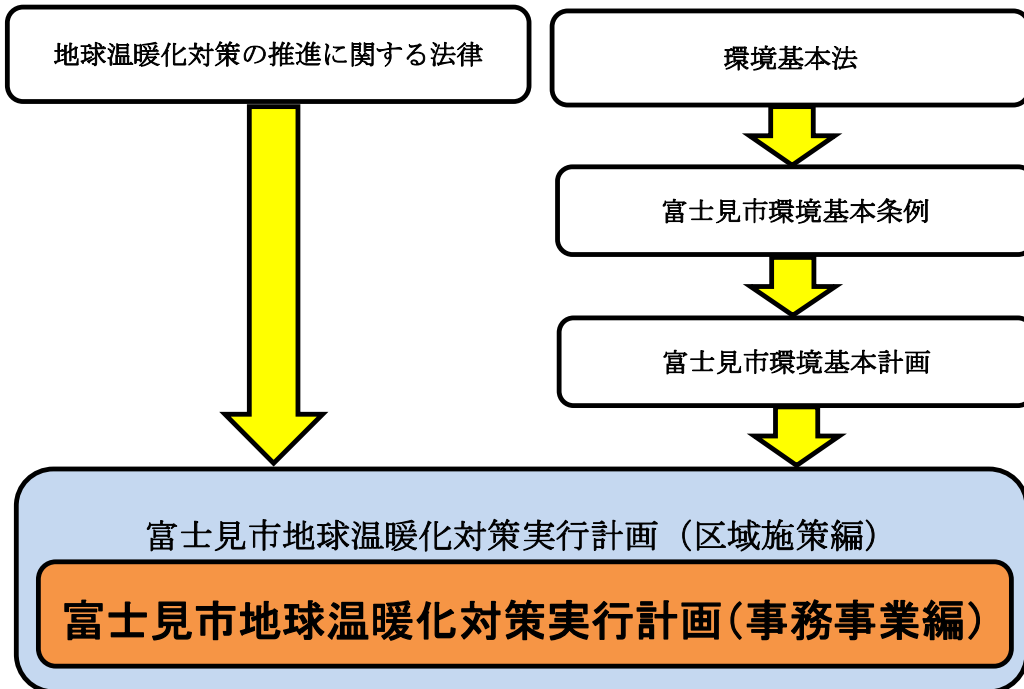 地球温暖化対策の推進に関する法律
環境基本法
富士見市環境基本条例
富士見市環境基本計画
富士見市地球温暖化対策実行計画（区域施策編）
富士見市地球温暖化対策実行計画（事務事業編）